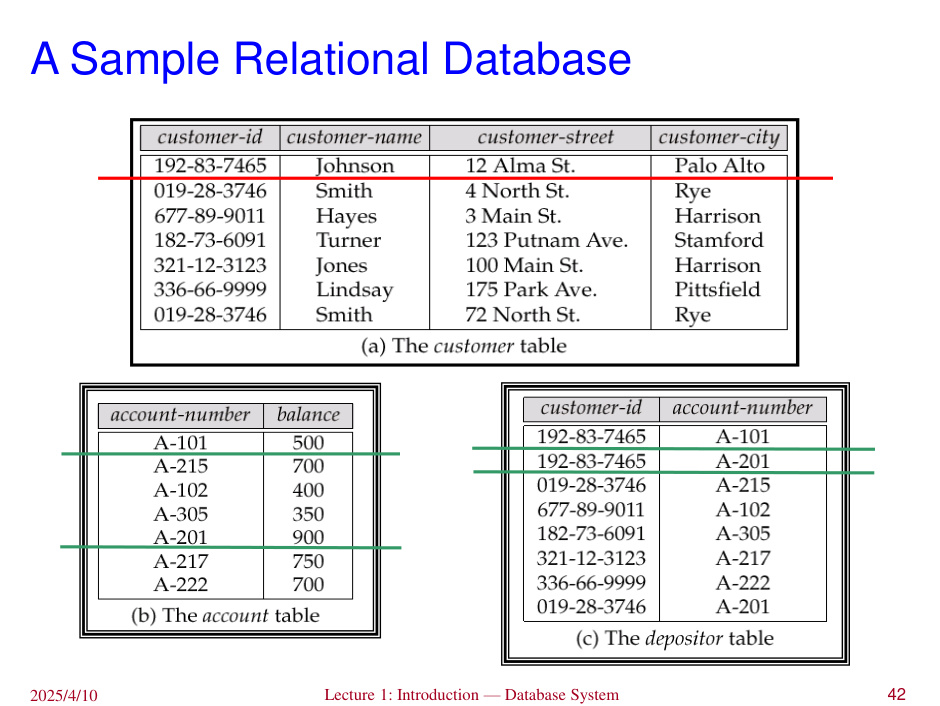 A Sample Relational Database
customer-id customer-name customer-street customer-city
192-83-7465 Johnson 12 Alma St. Palo Alto
019-28-3746 Smith 4 North St. Rye
677-89-9011 Hayes 3 Main St. Harrison
182-73-6091 Turner 123 Putnam Ave. Stamford
321-12-3123 Jones 100 Main St. Harrison
336-66-9999 Lindsay 175 Park Ave. Pittsfield
019-28-3746 Smith 72 North St. Rye
(a) The customer table
account-number balance
A-101 500
A-215 700
A-102 400
A-305 350
A-201 900
A-217 750
A-222 700
(b) The account table
customer-id account-number
192-83-7465 A-101
192-83-7465 A-201
019-28-3746 A-215
677-89-9011 A-102
182-73-6091 A-305
321-12-3123 A-217
336-66-9999 A-222
019-28-3746 A-201
(c) The depositor table
2025/4/10 Lecture 1: Introduction — Database System 42